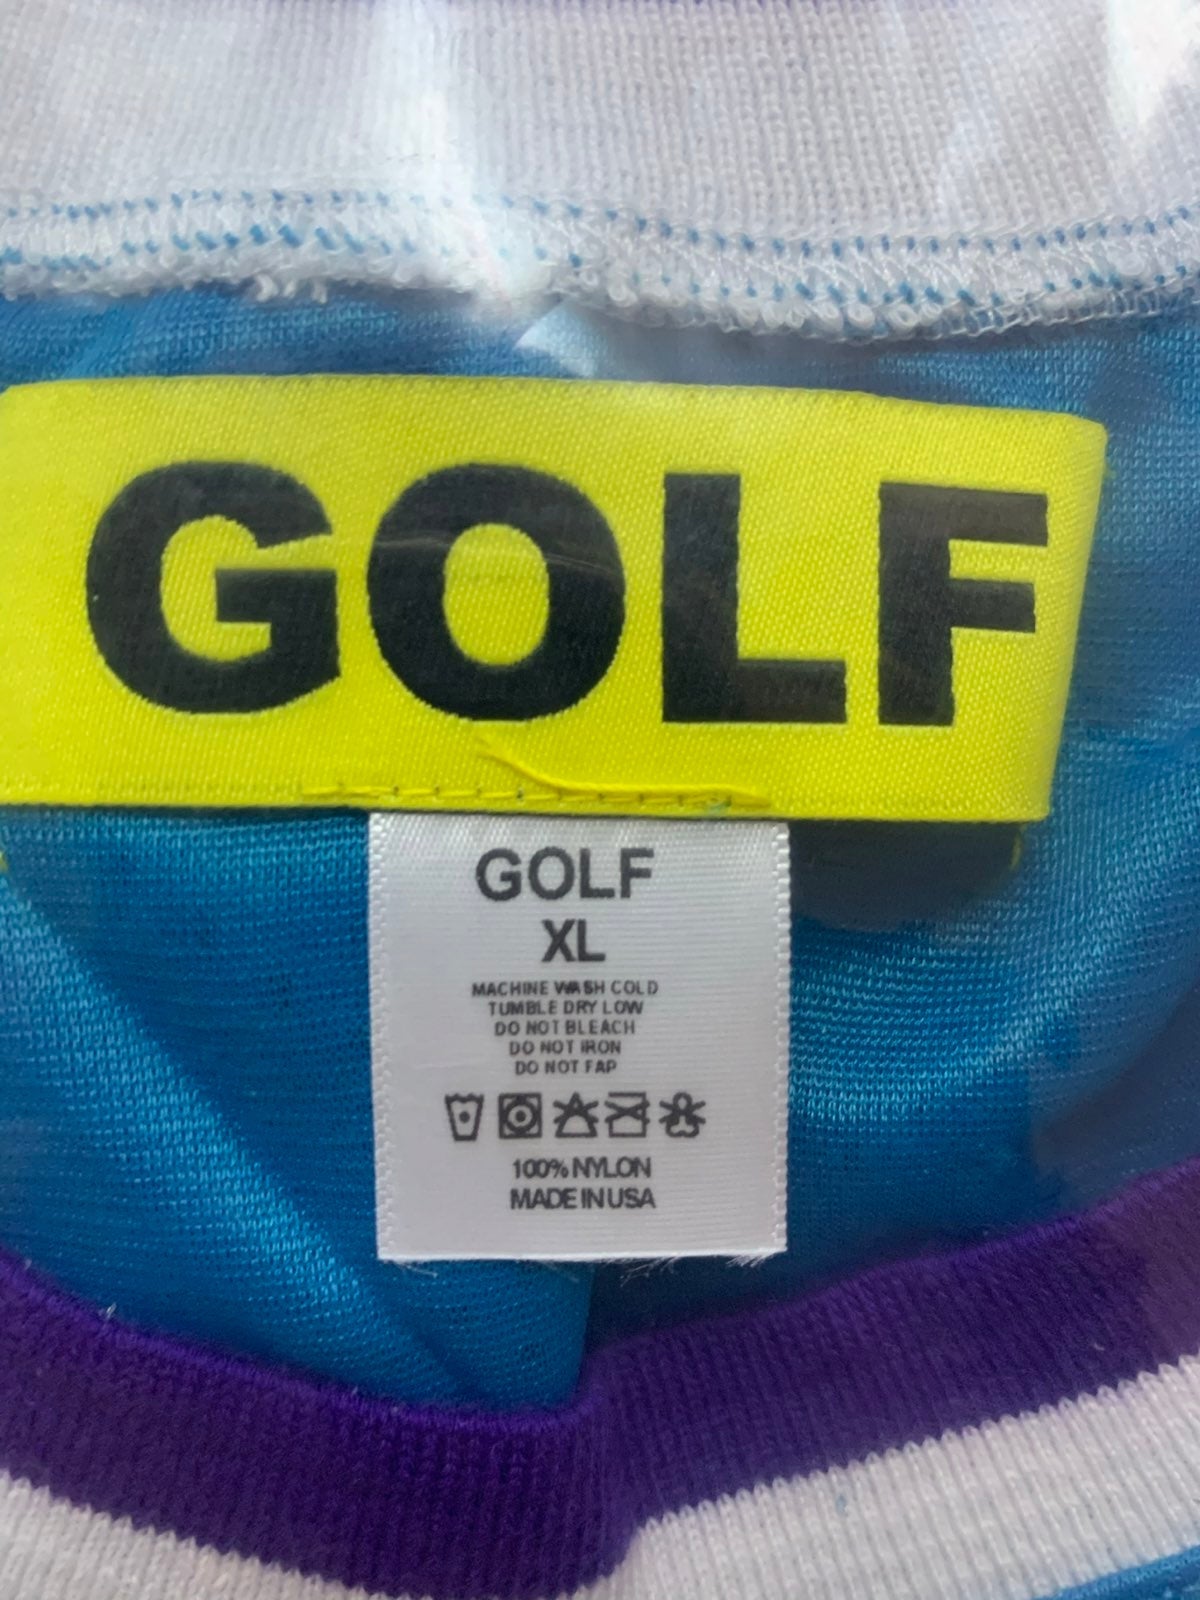 GOLF
GOLF
XL
MACHINE WASH COLD
TUMBLE DRY LOW
DO NOT BLEACH
DO NOT IRON
DO NOT FAP
100% NYLON
MADE IN USA